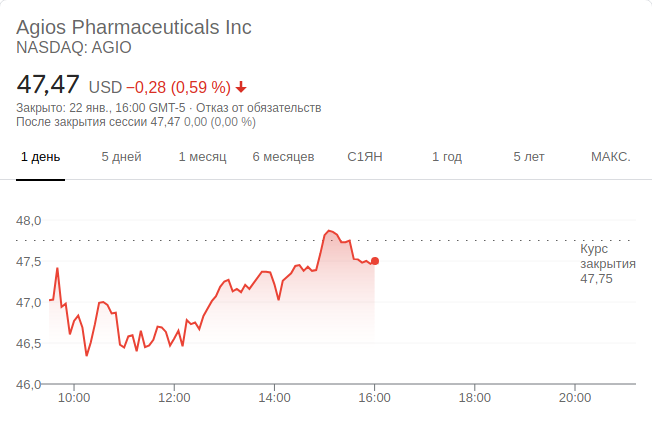 Agios Pharmaceuticals Inc
NASDAQ: AGIO
47,47 USD −0,28 (0,59 %)
Закрыто: 22 янв., 16:00 GMT-5 · Отказ от обязательств
После закрытия сессии 47,47 0,00 (0,00 %)
1 день 5 дней 1 месяц 6 месяцев С1ЯН 1 год 5 лет МАКС.
48,0
47,5
47,0
46,5
46,0
Курс
закрытия
47,75
10:00 12:00 14:00 16:00 18:00 20:00